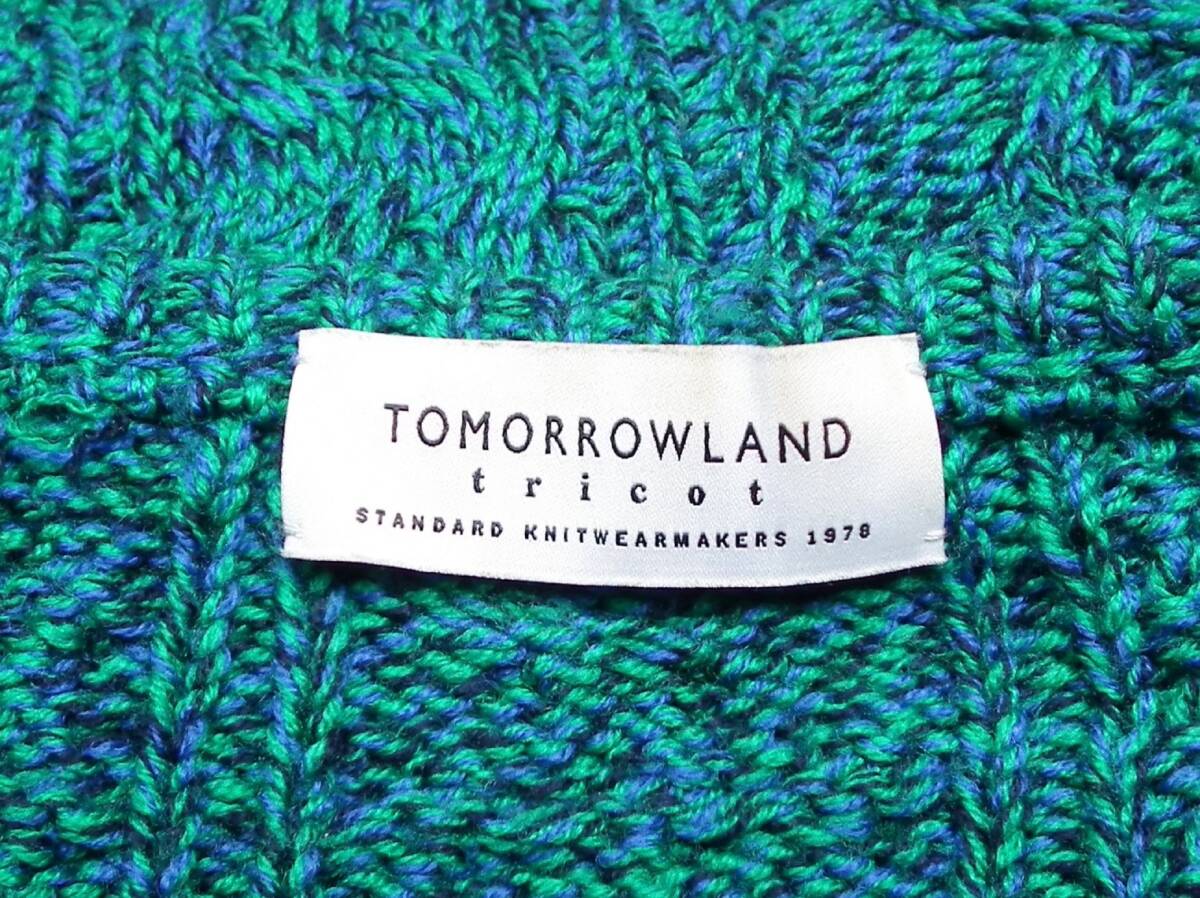 TOMORROWLAND
tricot
STANDARD KNITWEARMAKERS 1978